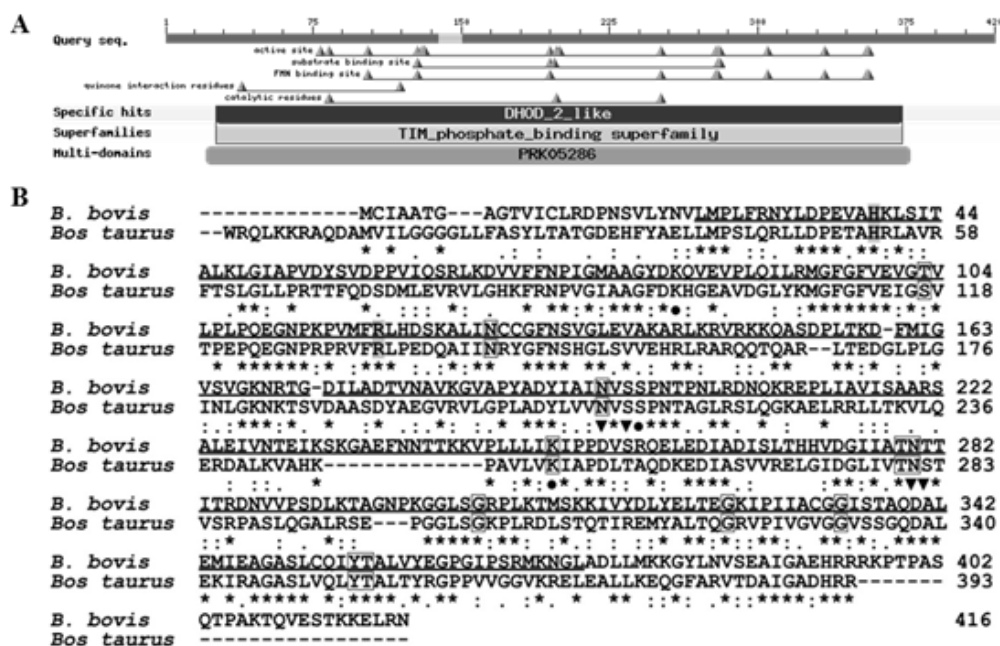 A
1 75 150 225 300 375 420
Query seq.
active site
substrate binding site
FMN binding site
quinone interaction residues
catalytic residues
Specific hits DHOD_2_like
Superfamilies TIM_phosphate_binding superfamily
Multi-domains PRK05286
B
B. bovis -------------MCIAATG---AGTVICLRDPNSVLYNVLMPLFRNYLDPEVAHKLSIT 44
Bos taurus --WRQLKKRAQDAMVILGGGGLLFASYLTATGDEHFYAELLMPSLQRLLDPETAHRLAVR 58
B. bovis ALKLGIAPVDYSVDPPVIQSRLKDVVFFNPIGMAAGYDKQVEVPLQILRMGFGFVEVGTV 104
Bos taurus FTSLGLLPRTTFQDSDMLEVRVLGHKFRNPVGIAAGFDKHGEAVDGLYKMGFGFVEIGSV 118
B. bovis LPLPQEGNPKPVMFRLHDSKALINCCGFNSVGLEVAKARLKRVRKKQASDPLTKD-FMIG 163
Bos taurus TPEPQEGNPRPRVFRLPEDQAIINRYGFNSHGLSVVEHRLRARQQTQAR--LTEDGLPLG 176
B. bovis VSVGKNRTG-DILADTVNAVKGVAPYADYIAINVSSPNTPNLRDNQKREPLIAVISAARS 222
Bos taurus INLGKNKTSVDAASDYAEGVRVLGPLADYLVVNVSSPNTAGLRSLQGKAELRRLLTKVLQ 236
B. bovis ALEIVNTEIKSKGAEFNNTTKKVPLLLIKIPPDVSRQELEDIADISLTHHVDGIIATNTT 282
Bos taurus ERDALKVAHK-------------PAVLVKIAPDLTAQDKEDIASVVRELGIDGLIVTNST 283
B. bovis ITRDNVVPSDLKTAGNPKGGLSGRPLKTMSKKIVYDLYELTEGKIPIIACGGISTAQDAL 342
Bos taurus VSRPASLQGALRSE---PGGLSGKPLRDLSTQTIREMYALTQGRVPIVGVGGVSSGQDAL 340
B. bovis EMIEAGASLCQIYTALVYEGPGIPSRMKNGLADLLMKKGYLNVSEAIGAEHRRRKPTPAS 402
Bos taurus EKIRAGASLVQLYTALTYRGPPVVGGVKRELEALLKEQGFARVTDAIGADHRR------- 393
B. bovis QTPAKTQVESTKKELRN 416
Bos taurus -----------------